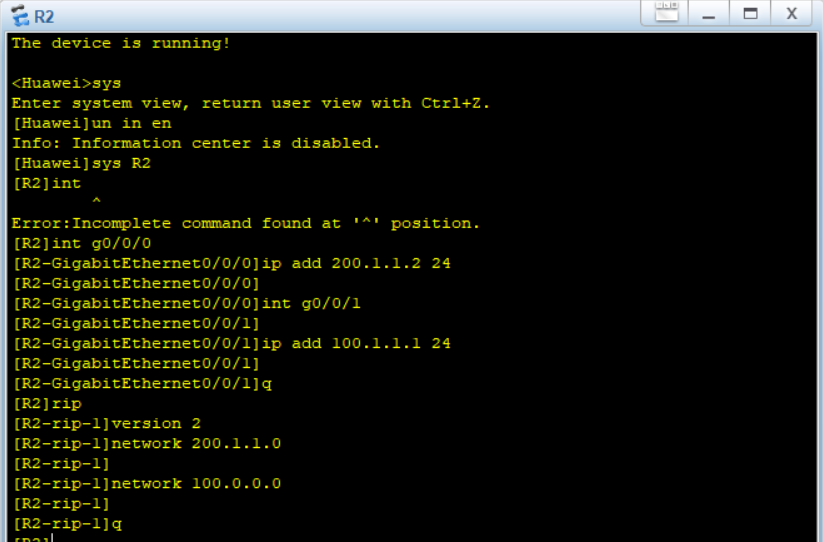 R2
X
The device is running!
<Huawei>sys
Enter system view, return user view with Ctrl+Z.
[Huawei]un in en
Info: Information center is disabled.
[Huawei]sys R2
[R2]int
^
Error:Incomplete command found at '^' position.
[R2]int g0/0/0
[R2-GigabitEthernet0/0/0]ip add 200.1.1.2 24
[R2-GigabitEthernet0/0/0]
[R2-GigabitEthernet0/0/0]int g0/0/1
[R2-GigabitEthernet0/0/1]
[R2-GigabitEthernet0/0/1]ip add 100.1.1.1 24
[R2-GigabitEthernet0/0/1]
[R2-GigabitEthernet0/0/1]q
[R2]rip
[R2-rip-1]version 2
[R2-rip-1]network 200.1.1.0
[R2-rip-1]
[R2-rip-1]network 100.0.0.0
[R2-rip-1]
[R2-rip-1]q
[R2]